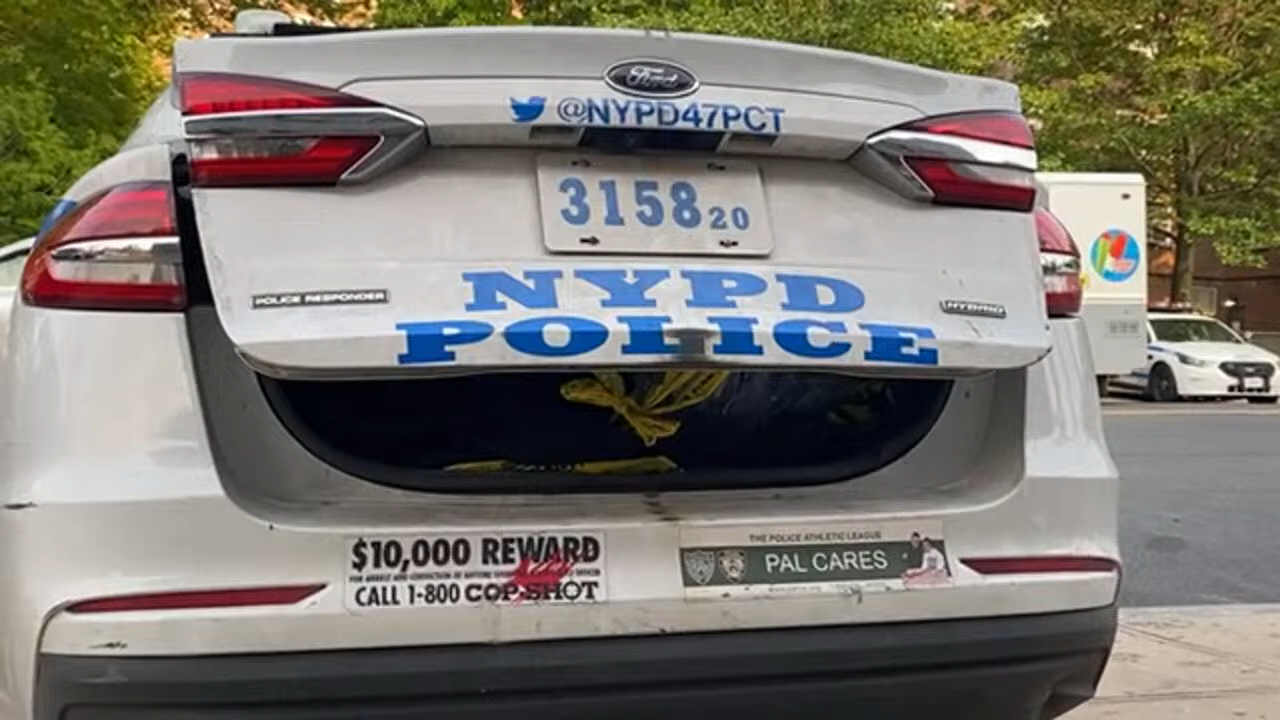 Ford
@NYPD47PCT
3158 20
POLICE RESPONDER
HYBRID
NYPD
POLICE
$10,000 REWARD
CALL 1-800 COP-SHOT
THE POLICE ATHLETIC LEAGUE
PAL CARES